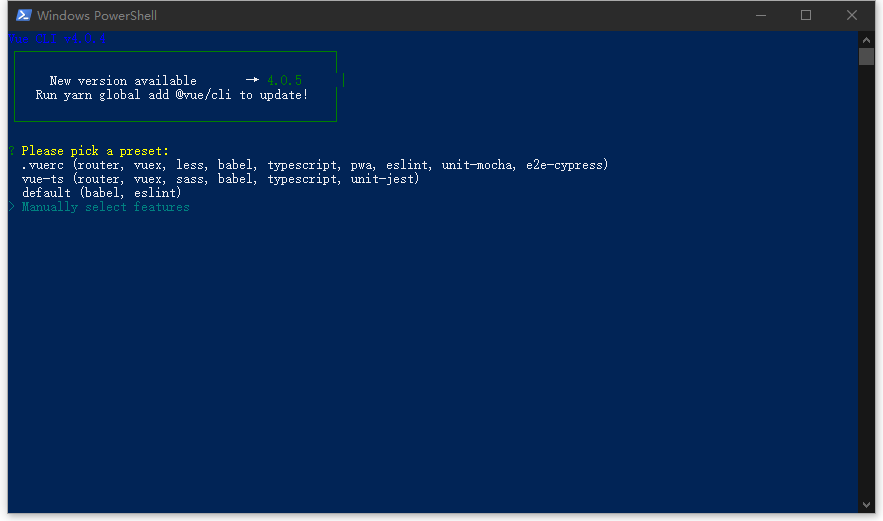 Windows PowerShell
Vue CLI
New version available → 4.0.5
Run yarn global add @vue/cli to update!
? Please pick a preset:
.vuerc (router, vuex, less, babel, typescript, pwa, eslint, unit-mocha, e2e-cypress)
vue-ts (router, vuex, sass, babel, typescript, unit-jest)
default (babel, eslint)
> Manually select features